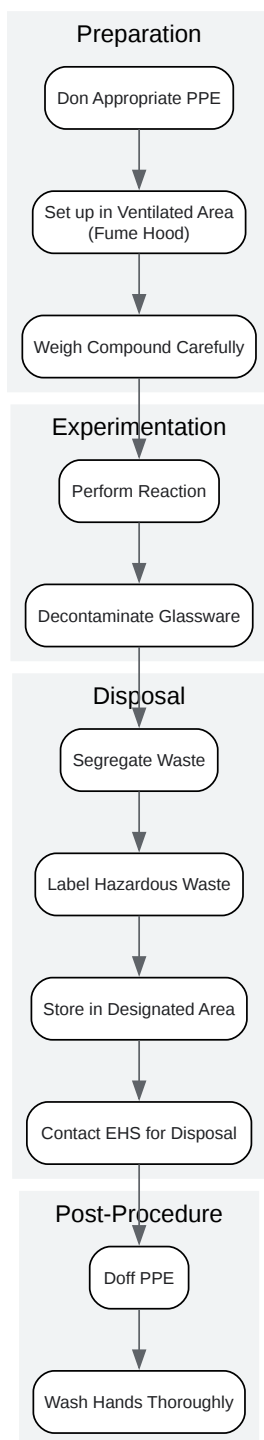 Preparation
Don Appropriate PPE
Set up in Ventilated Area
(Fume Hood)
Weigh Compound Carefully
Experimentation
Perform Reaction
Decontaminate Glassware
Disposal
Segregate Waste
Label Hazardous Waste
Store in Designated Area
Contact EHS for Disposal
Post-Procedure
Doff PPE
Wash Hands Thoroughly